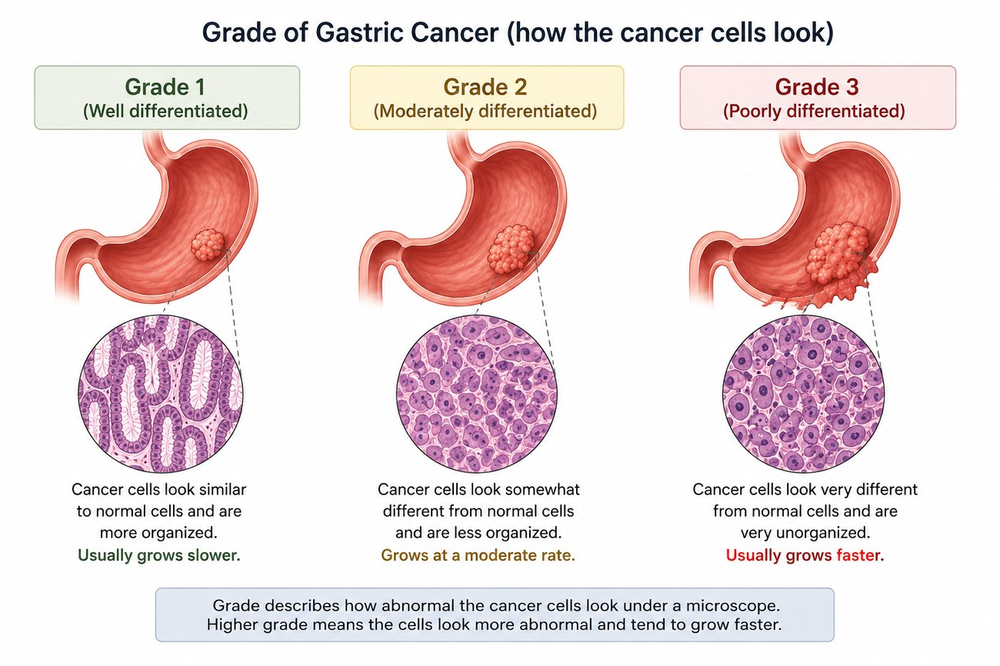 Grade of Gastric Cancer (how the cancer cells look)
Grade 1
(Well differentiated)
Grade 2
(Moderately differentiated)
Grade 3
(Poorly differentiated)
Cancer cells look similar
to normal cells and are
more organized.
Usually grows slower.
Cancer cells look somewhat
different from normal cells
and are less organized.
Grows at a moderate rate.
Cancer cells look very different
from normal cells and are
very unorganized.
Usually grows faster.
Grade describes how abnormal the cancer cells look under a microscope.
Higher grade means the cells look more abnormal and tend to grow faster.